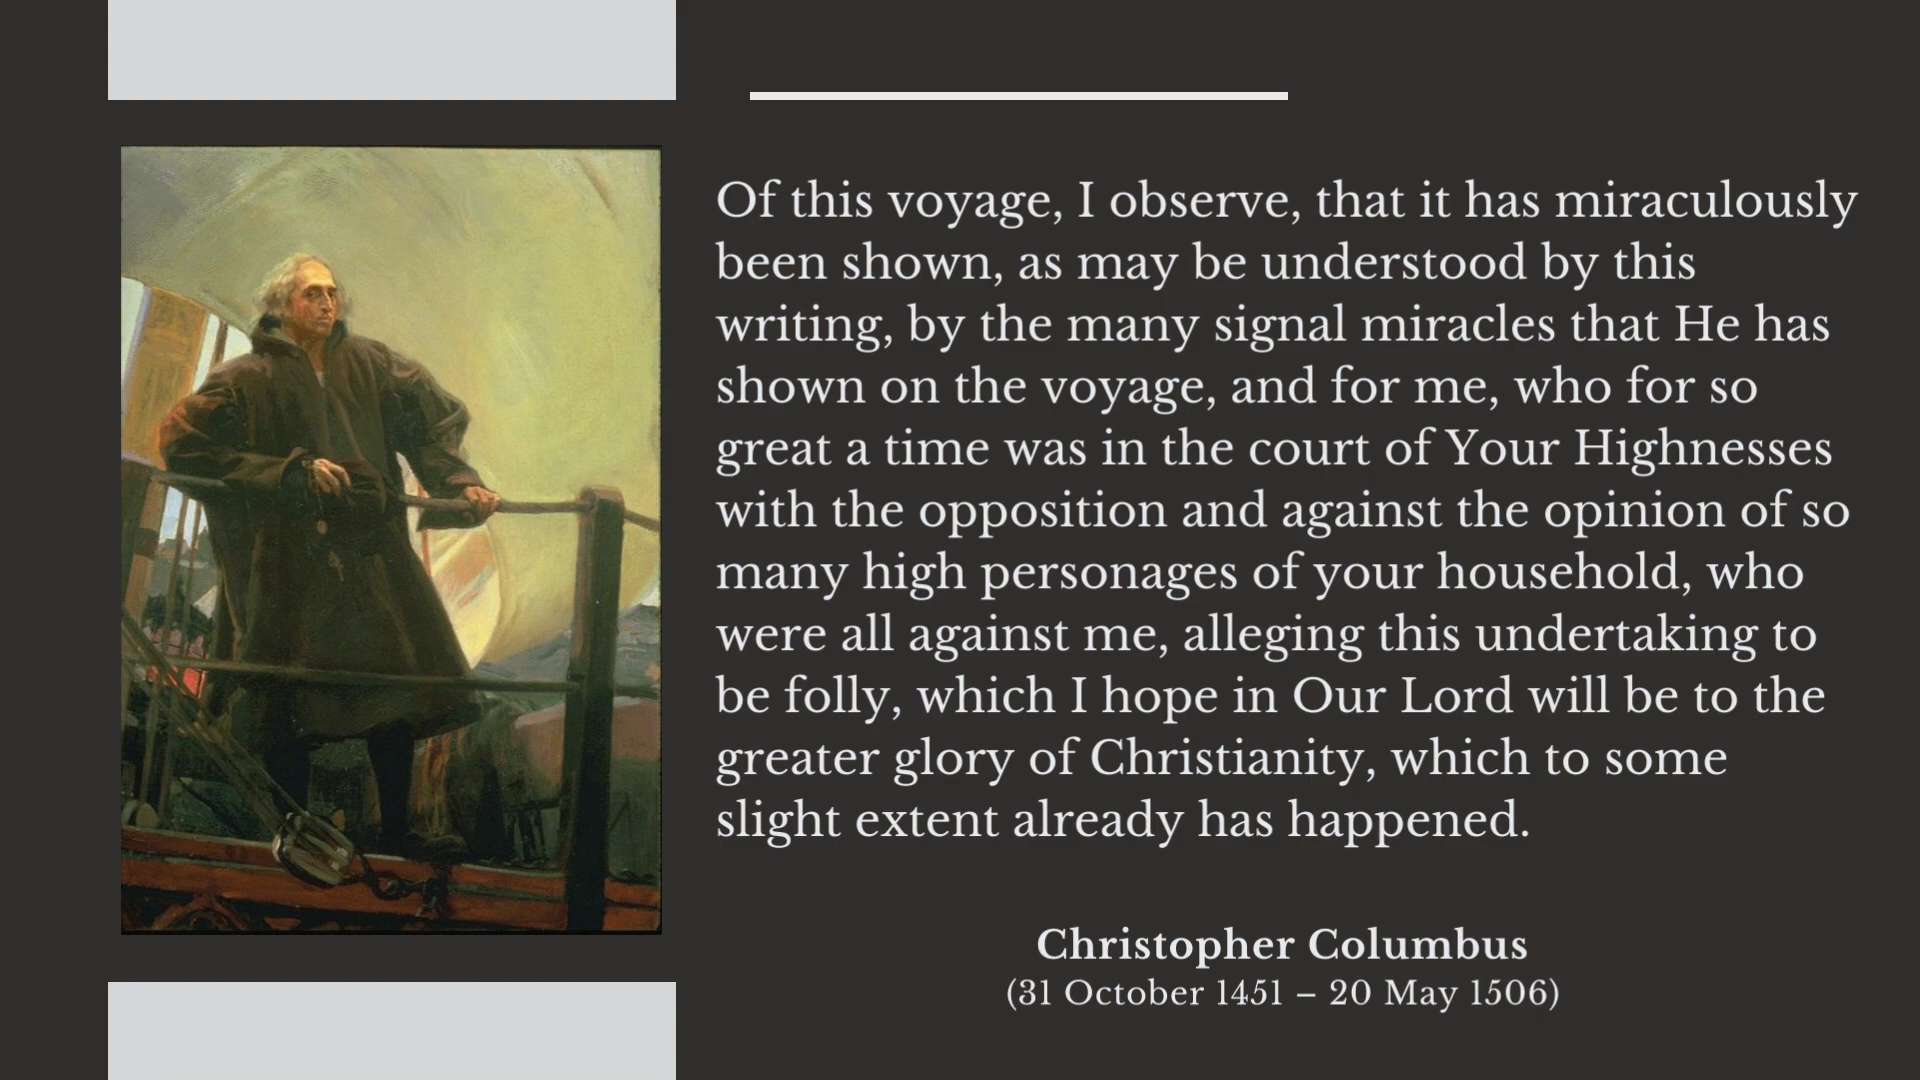 Of this voyage, I observe, that it has miraculously
been shown, as may be understood by this
writing, by the many signal miracles that He has
shown on the voyage, and for me, who for so
great a time was in the court of Your Highnesses
with the opposition and against the opinion of so
many high personages of your household, who
were all against me, alleging this undertaking to
be folly, which I hope in Our Lord will be to the
greater glory of Christianity, which to some
slight extent already has happened.
Christopher Columbus
(31 October 1451 – 20 May 1506)